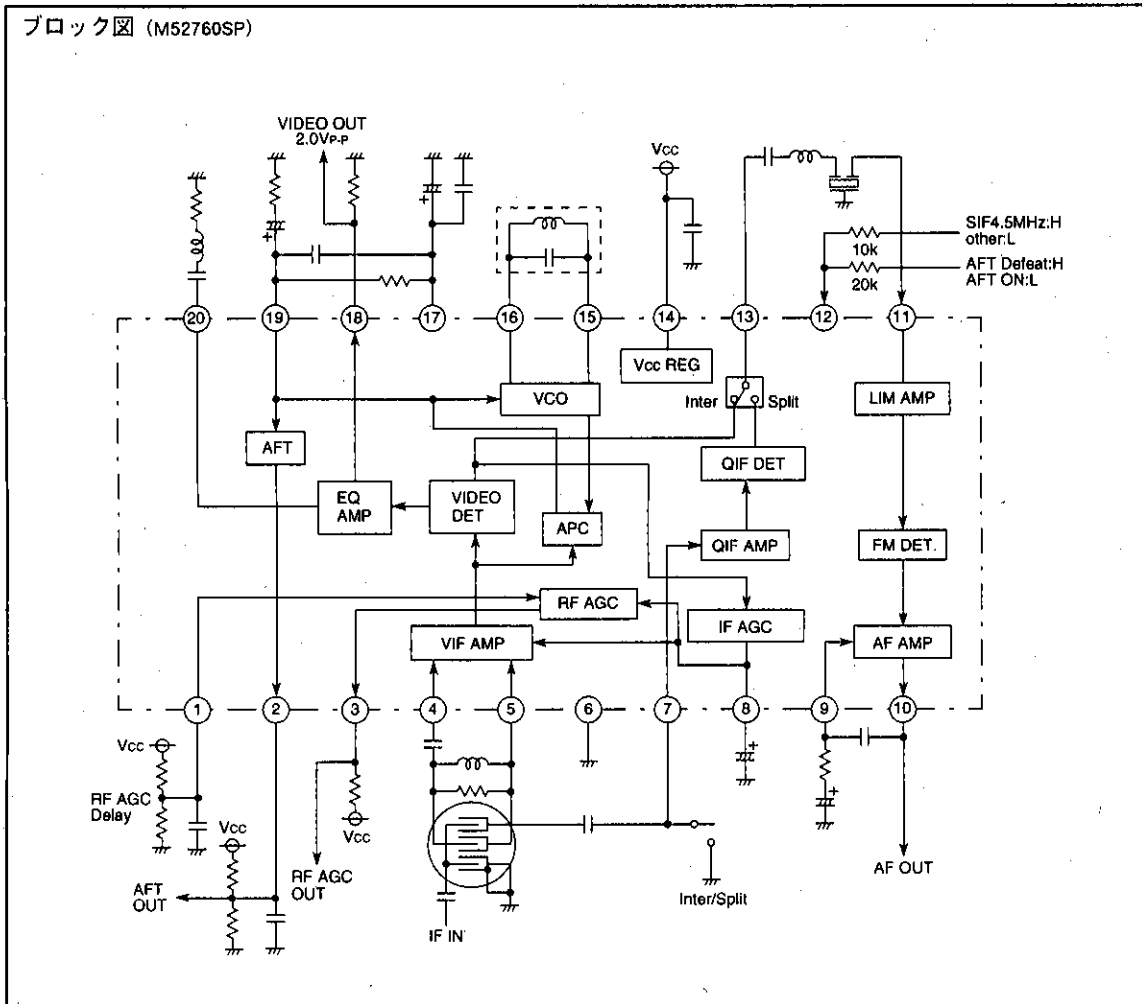 ブロック図 (M52760SP)
VIDEO OUT
2.0VP-P
Vcc
SIF4.5MHz:H
other:L
10k
AFT Defeat:H
AFT ON:L
20k
20
19
18
17
16
15
14
13
12
11
Vcc REG
VCO
Inter
Split
LIM AMP
AFT
QIF DET
EQ
AMP
VIDEO
DET
APC
QIF AMP
FM DET.
RF AGC
IF AGC
VIF AMP
AF AMP
1
2
3
4
5
6
7
8
9
10
Vcc
RF AGC
Delay
Vcc
Vcc
AFT
OUT
RF AGC
OUT
IF IN
Inter/Split
AF OUT